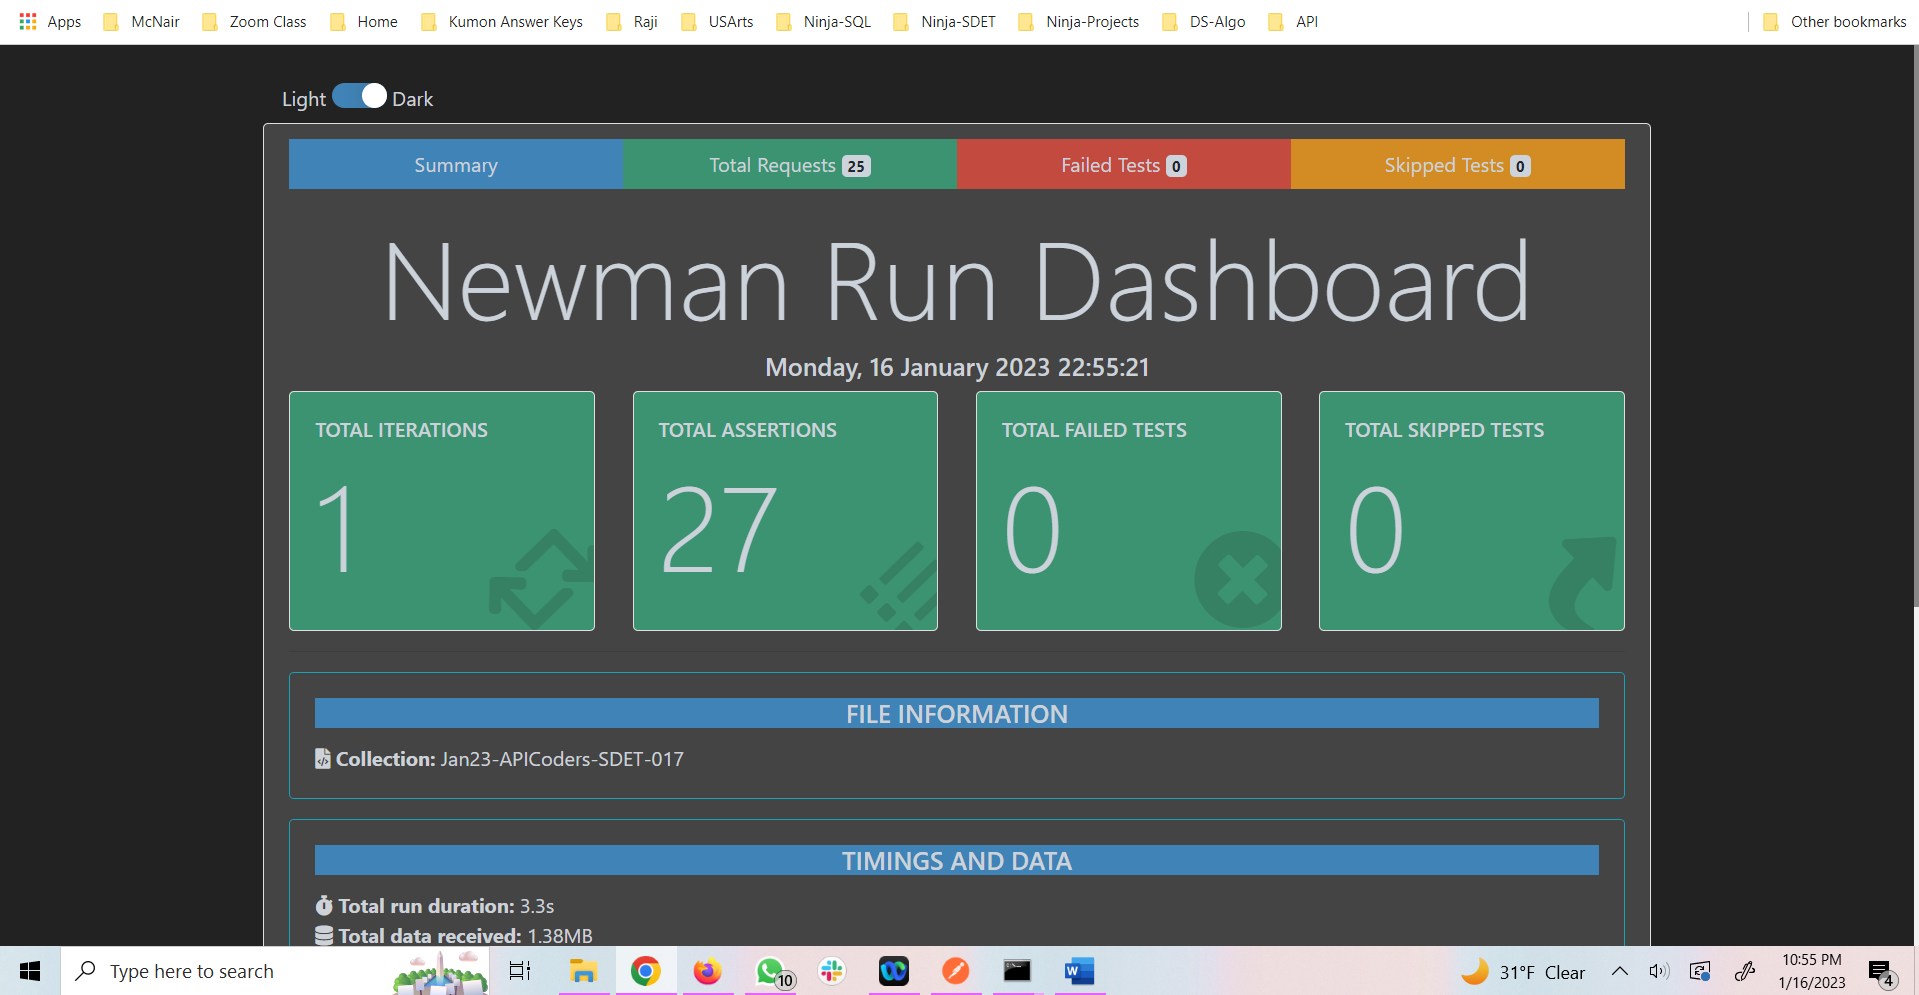 Apps McNair Zoom Class Home Kumon Answer Keys Raji USArts Ninja-SQL Ninja-SDET Ninja-Projects DS-Algo API Other bookmarks
Light Dark
Summary Total Requests 25 Failed Tests 0 Skipped Tests 0
Newman Run Dashboard
Monday, 16 January 2023 22:55:21
TOTAL ITERATIONS TOTAL ASSERTIONS TOTAL FAILED TESTS TOTAL SKIPPED TESTS
1 27 0 0
FILE INFORMATION
Collection: Jan23-APICoders-SDET-017
TIMINGS AND DATA
Total run duration: 3.3s
Total data received: 1.38MB
Type here to search 10 W 31°F Clear 10:55 PM
1/16/2023 4